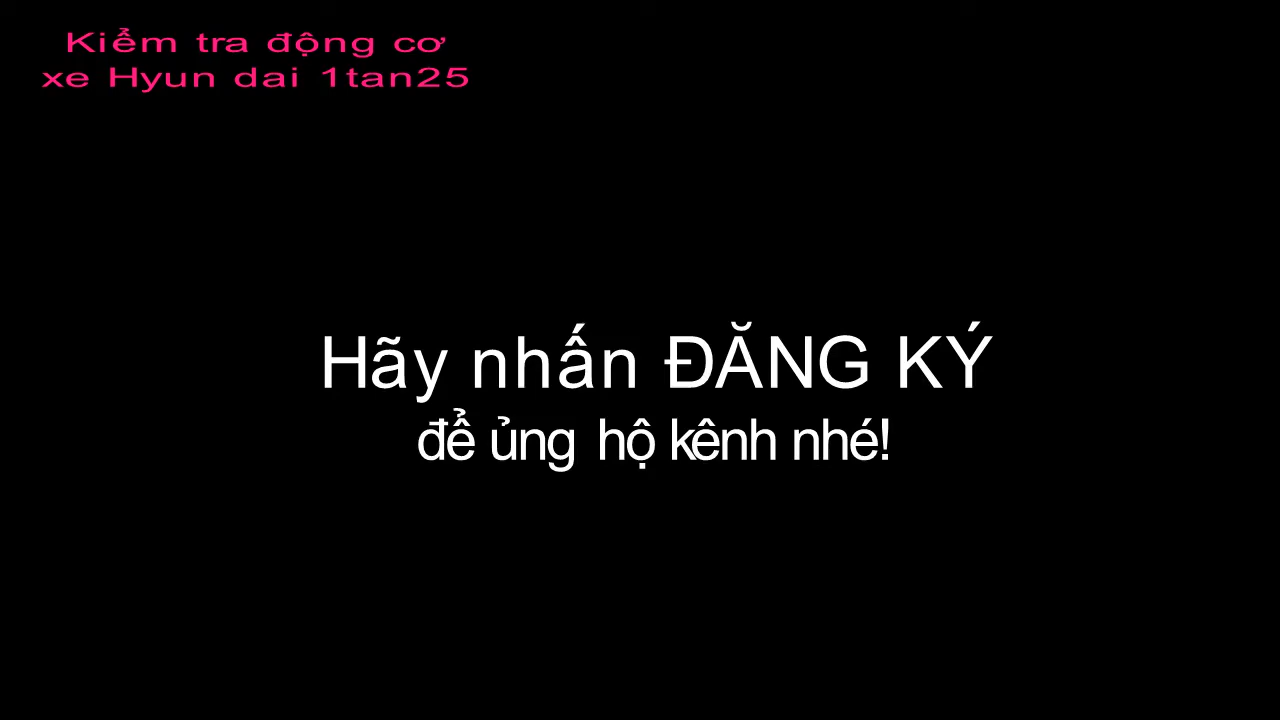 Kiểm tra động cơ
xe Hyun dai 1tan25
Hãy nhấn ĐĂNG KÝ
để ủng hộ kênh nhé!